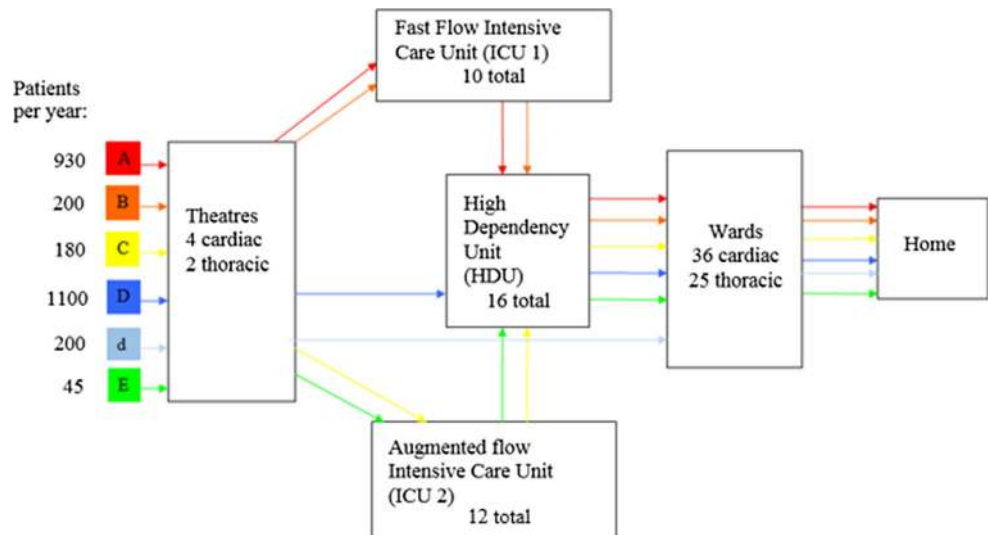 Fast Flow Intensive
Care Unit (ICU 1)
10 total
Patients
per year:
930
A
200
B
180
C
1100
D
200
d
45
E
Theatres
4 cardiac
2 thoracic
High
Dependency
Unit
(HDU)
16 total
Wards
36 cardiac
25 thoracic
Home
Augmented flow
Intensive Care Unit
(ICU 2)
12 total